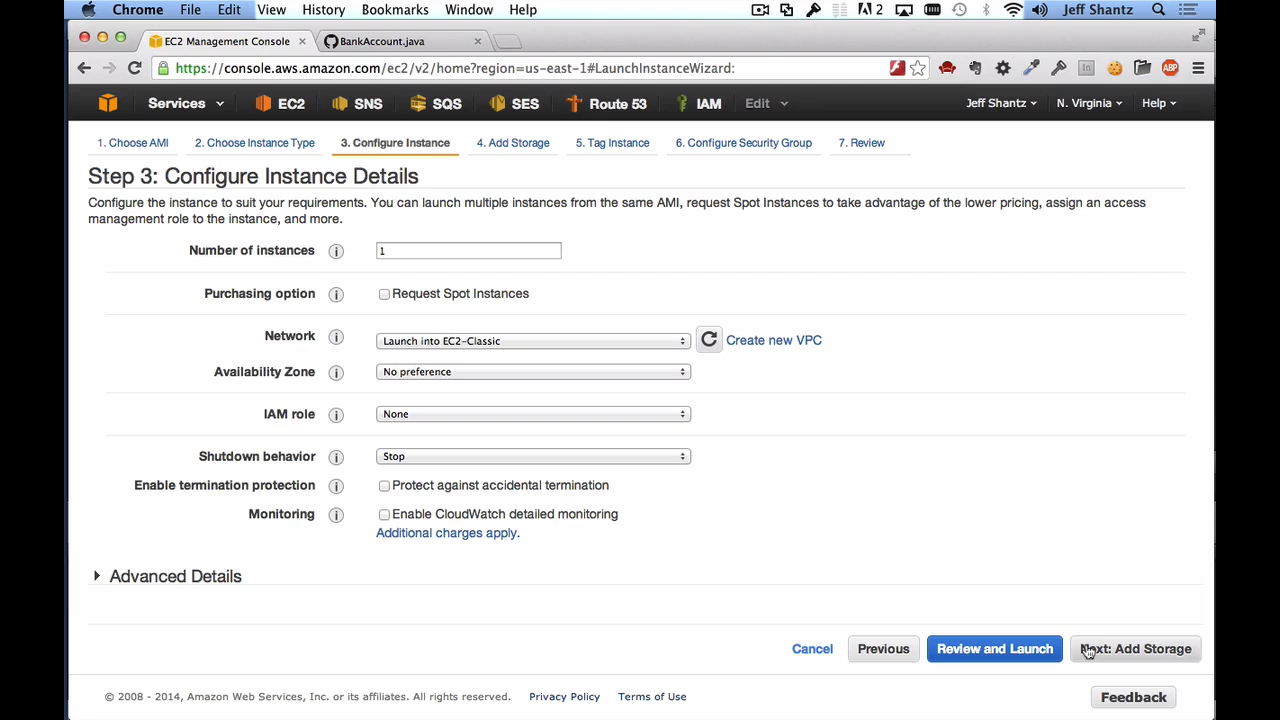 Chrome File Edit View History Bookmarks Window Help 2 Jeff Shantz
EC2 Management Console BankAccount.java
https://console.aws.amazon.com/ec2/v2/home?region=us-east-1#LaunchInstanceWizard: in ABP
Services EC2 SNS SQS SES Route 53 IAM Edit Jeff Shantz N. Virginia Help
1. Choose AMI 2. Choose Instance Type 3. Configure Instance 4. Add Storage 5. Tag Instance 6. Configure Security Group 7. Review
Step 3: Configure Instance Details
Configure the instance to suit your requirements. You can launch multiple instances from the same AMI, request Spot Instances to take advantage of the lower pricing, assign an access
management role to the instance, and more.
Number of instances i 1
Purchasing option i Request Spot Instances
Network i Launch into EC2-Classic Create new VPC
Availability Zone i No preference
IAM role i None
Shutdown behavior i Stop
Enable termination protection i Protect against accidental termination
Monitoring i Enable CloudWatch detailed monitoring
Additional charges apply.
Advanced Details
Cancel Previous Review and Launch Next: Add Storage
© 2008 - 2014, Amazon Web Services, Inc. or its affiliates. All rights reserved. Privacy Policy Terms of Use Feedback